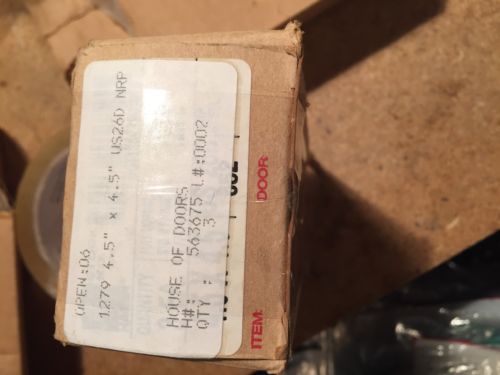 OPEN:06
1279 4.5" × 4.5" US26D NRP
HOUSE OF DOORS
H#: 563675 L#:0002
QTY : 3
ITEM: DOOR